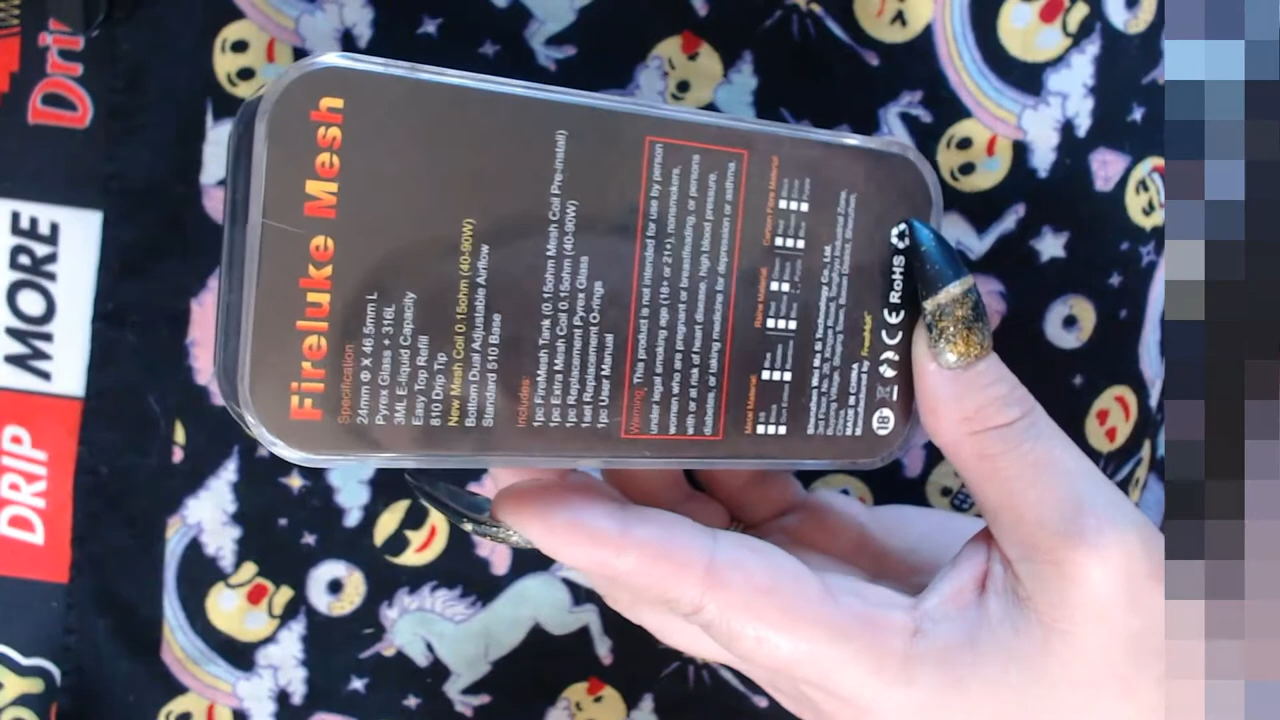 Fireluke Mesh
Specification
24mm Φ X 46.5mm L
Pyrex Glass + 316L
3ML E-liquid Capacity
Easy Top Refill
810 Drip Tip
New Mesh Coil 0.15ohm (40-90W)
Bottom Dual Adjustable Airflow
Standard 510 Base
Includes:
1pc FireMesh Tank (0.15ohm Mesh Coil Pre-install)
1pc Extra Mesh Coil 0.15ohm (40-90W)
1pc Replacement Pyrex Glass
1set Replacement O-rings
1pc User Manual
Warning: This product is not intended for use by person
under legal smoking age (18+ or 21+), nonsmokers,
women who are pregnant or breastfeeding, or persons
with or at risk of heart disease, high blood pressure,
diabetes, or taking medicine for depression or asthma.
Metal Material:
Resin Material:
Carbon Fibre Material
MADE IN CHINA
Manufactured by Freemax
18+ CE RoHS
DRIP MORE
Dri